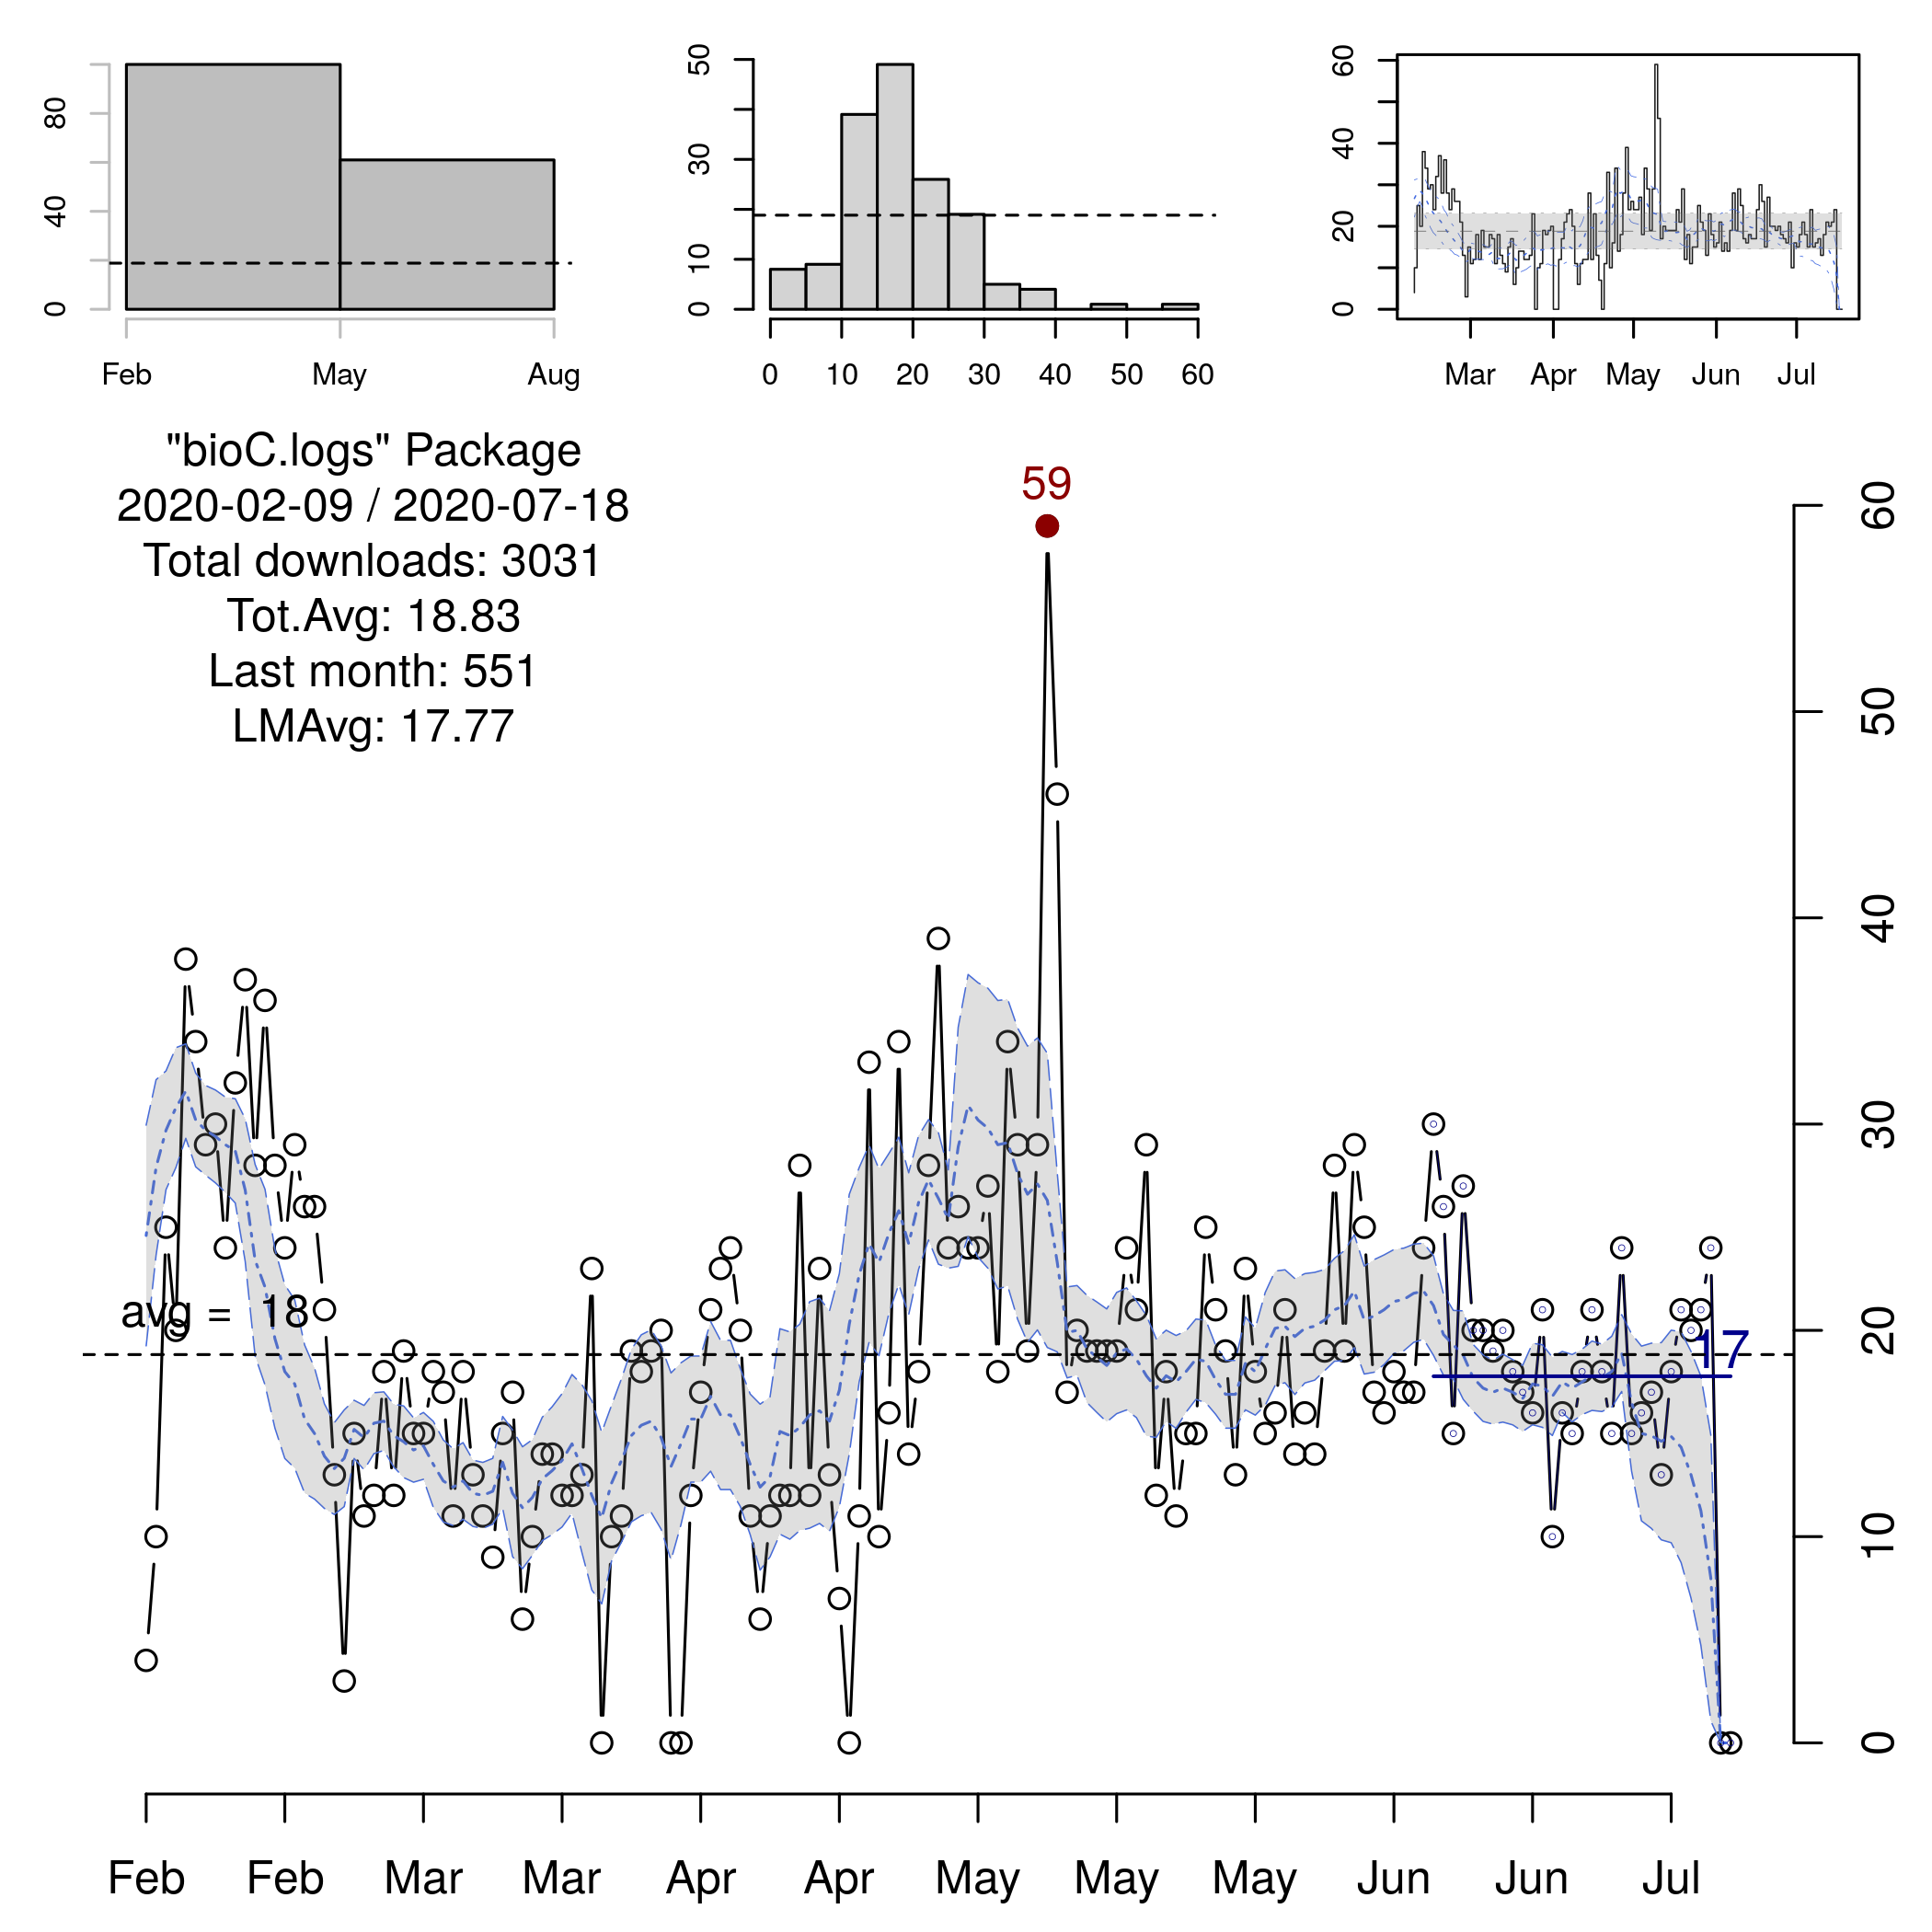 80
40
0
Feb May Aug
50
30
10
0
0 10 20 30 40 50 60
60
40
20
0
Mar Apr May Jun Jul
"bioC.logs" Package
2020-02-09 / 2020-07-18
Total downloads: 3031
Tot.Avg: 18.83
Last month: 551
LMAvg: 17.77
59
avg = 18
17
60
50
40
30
20
10
0
Feb Feb Mar Mar Apr Apr May May May Jun Jun Jul